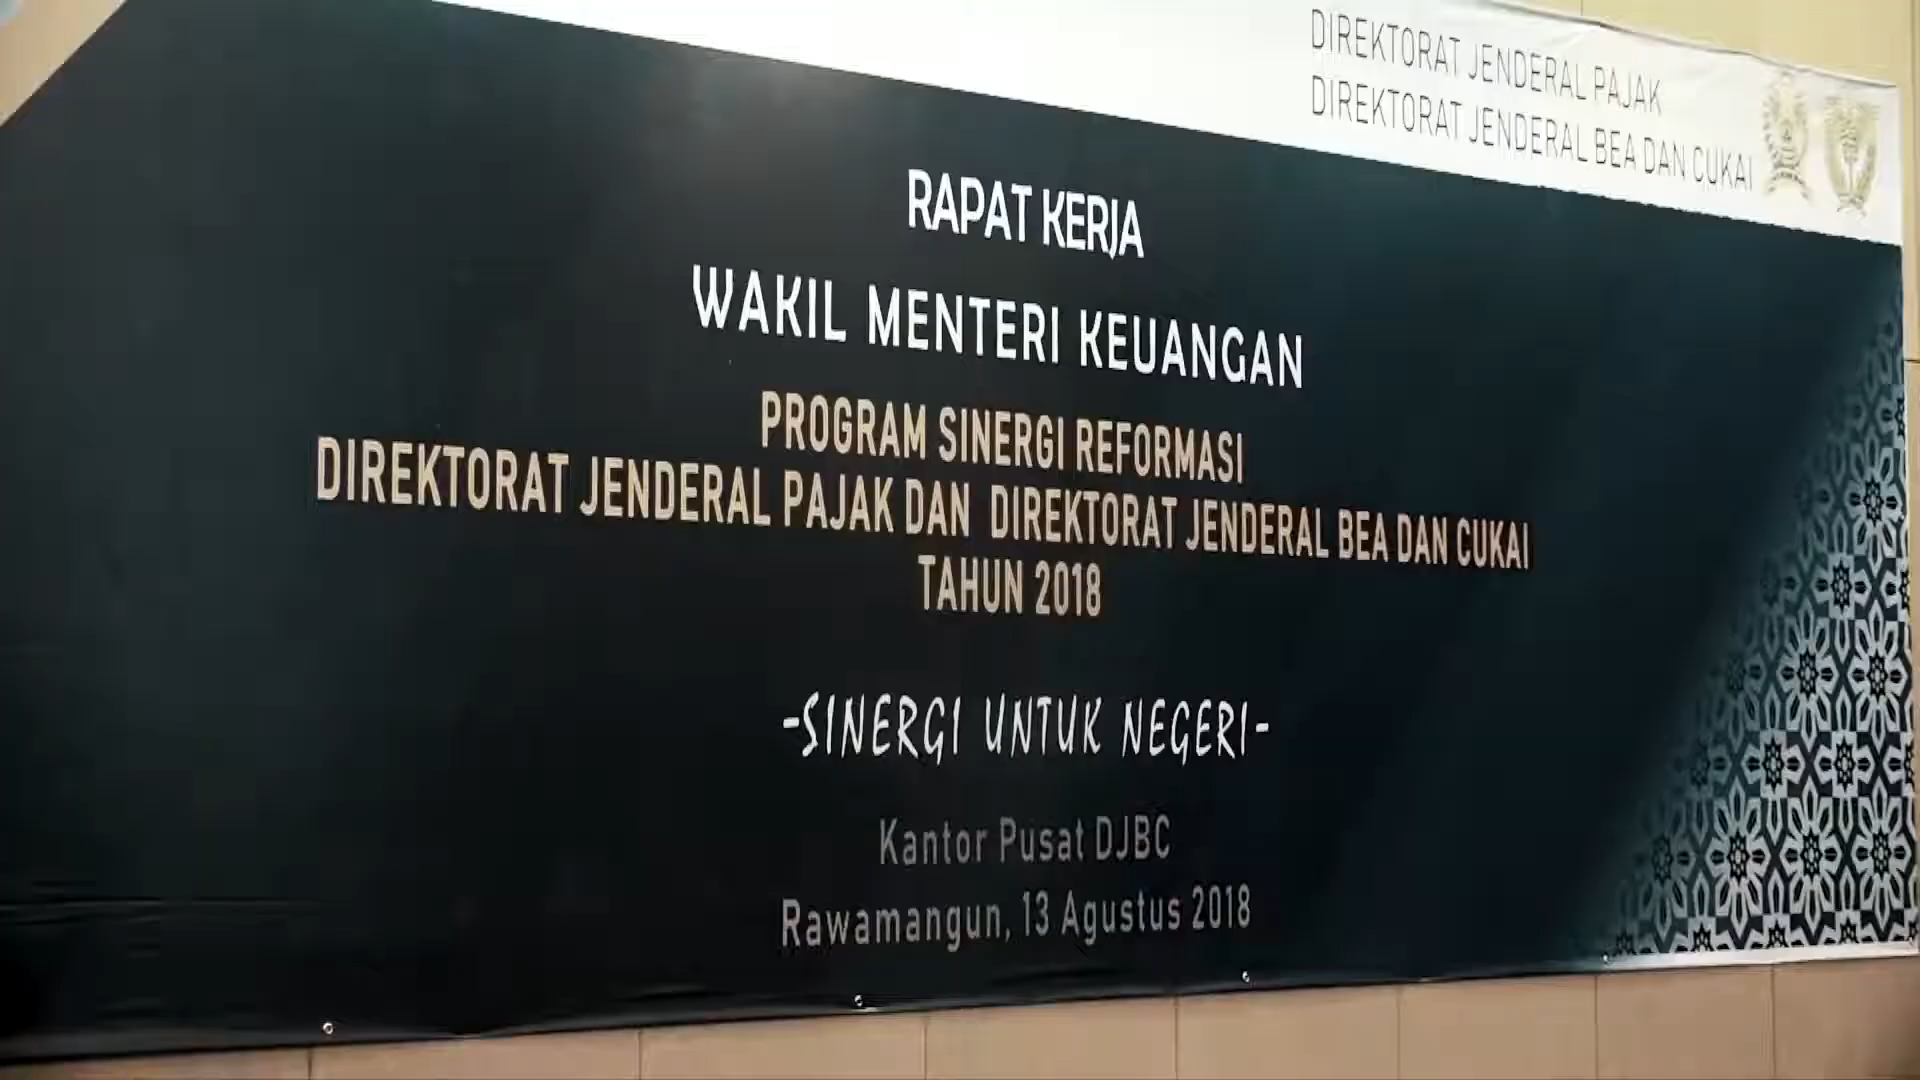 DIREKTORAT JENDERAL PAJAK
DIREKTORAT JENDERAL BEA DAN CUKAI
RAPAT KERJA
WAKIL MENTERI KEUANGAN
PROGRAM SINERGI REFORMASI
DIREKTORAT JENDERAL PAJAK DAN DIREKTORAT JENDERAL BEA DAN CUKAI
TAHUN 2018
-SINERGI UNTUK NEGERI-
Kantor Pusat DJBC
Rawamangun, 13 Agustus 2018